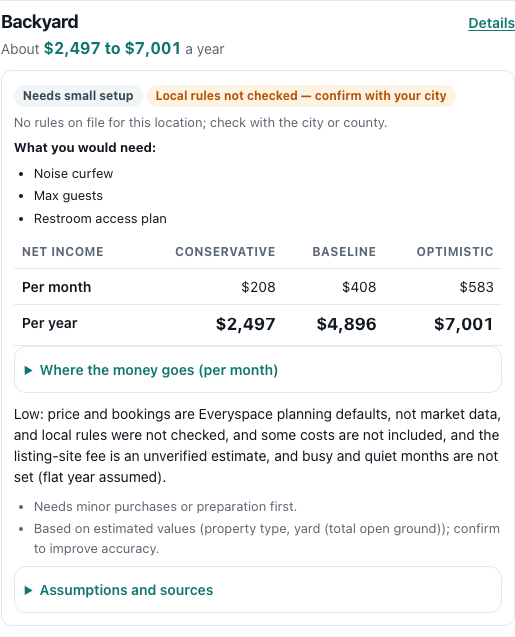 Backyard
Details
About $2,497 to $7,001 a year
Needs small setup
Local rules not checked — confirm with your city
No rules on file for this location; check with the city or county.
What you would need:
• Noise curfew
• Max guests
• Restroom access plan
NET INCOME CONSERVATIVE BASELINE OPTIMISTIC
Per month $208 $408 $583
Per year $2,497 $4,896 $7,001
▶ Where the money goes (per month)
Low: price and bookings are Everyspace planning defaults, not market data,
and local rules were not checked, and some costs are not included, and the
listing-site fee is an unverified estimate, and busy and quiet months are not
set (flat year assumed).
• Needs minor purchases or preparation first.
• Based on estimated values (property type, yard (total open ground)); confirm
to improve accuracy.
▶ Assumptions and sources